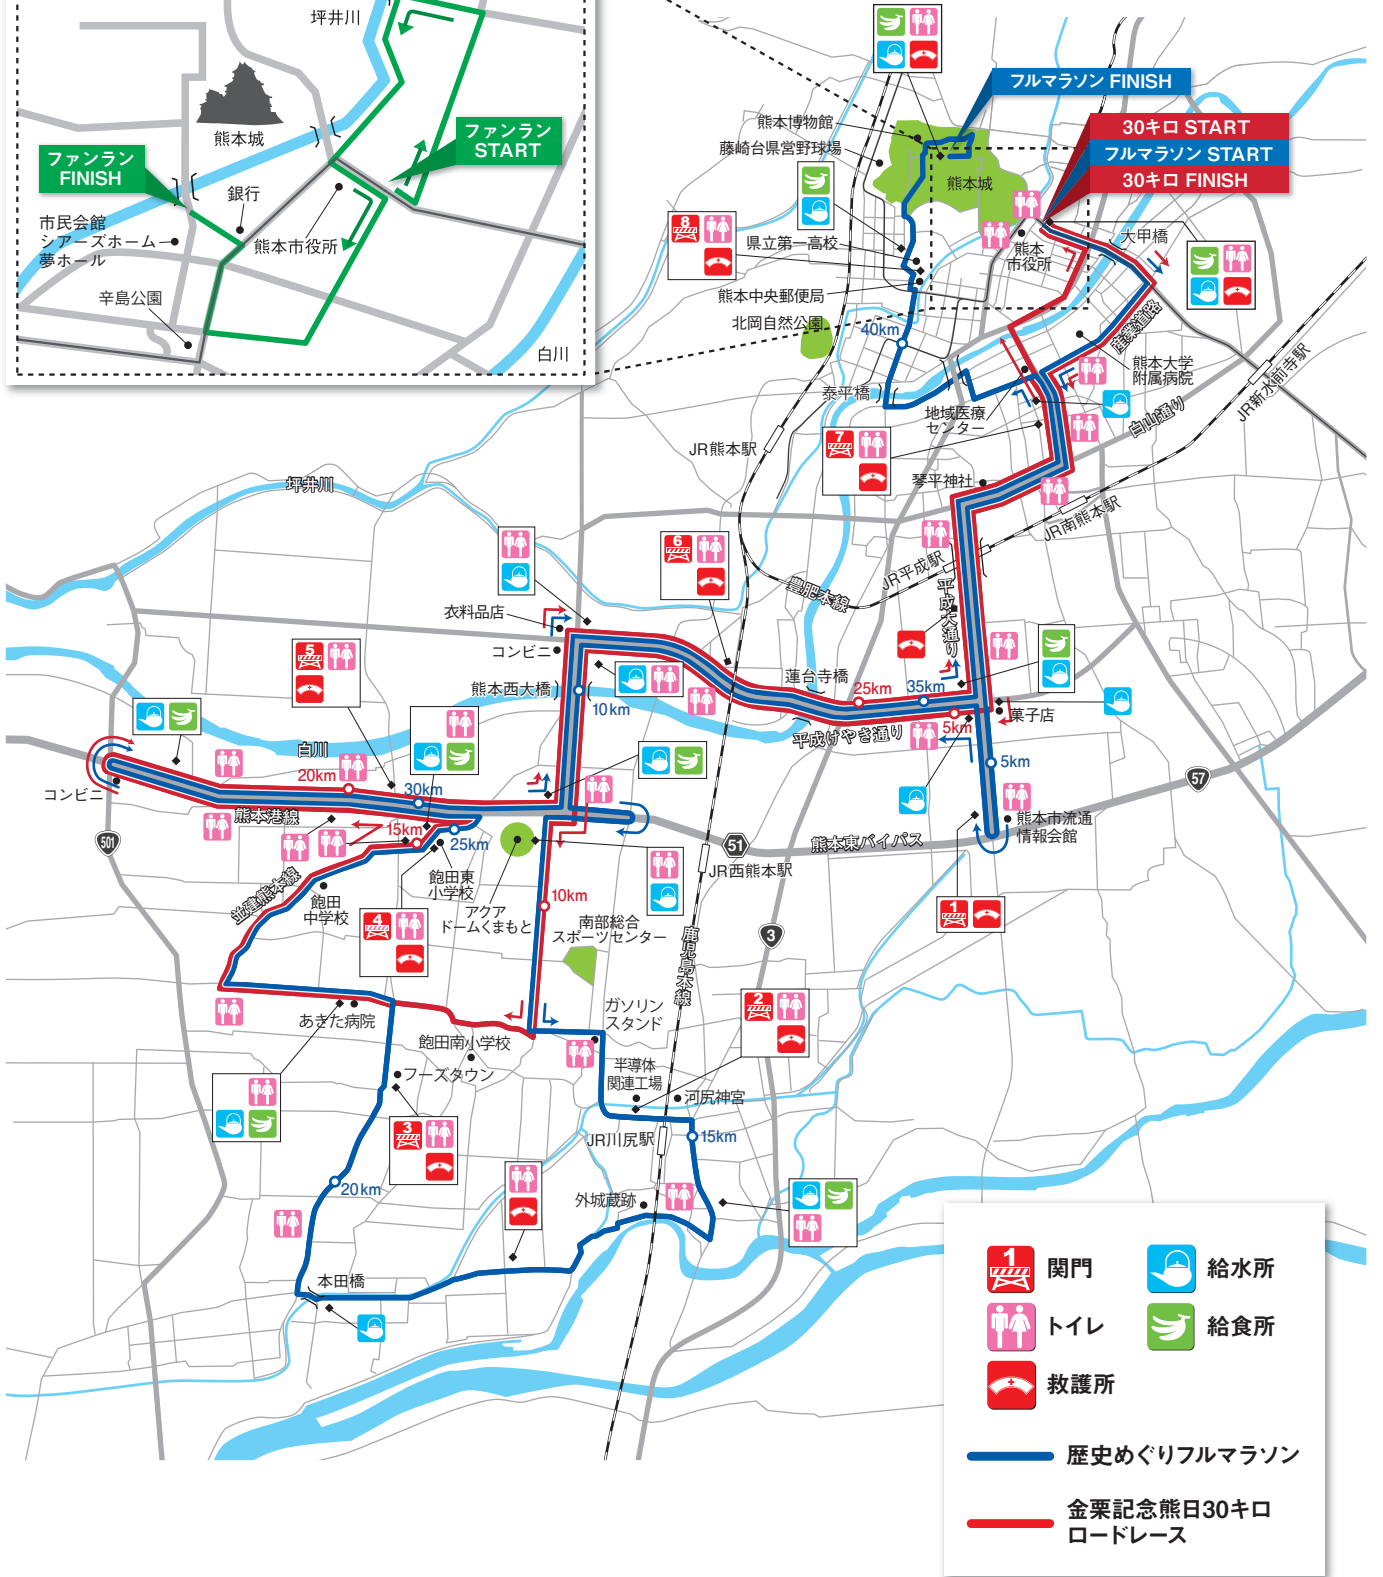 坪井川
熊本城
ファンラン
START
ファンラン
FINISH
銀行
市民会館
シアーズホーム
夢ホール
熊本市役所
辛島公園
白川
フルマラソン FINISH
30キロ START
フルマラソン START
30キロ FINISH
熊本博物館
藤崎台県営野球場
熊本城
8
県立第一高校
熊本
市役所
大甲橋
熊本中央郵便局
北岡自然公園
40km
産業道路
熊本大学
附属病院
JR新水前寺駅
泰平橋
地域医療
センター
白山通り
7
JR熊本駅
琴平神社
JR南熊本駅
坪井川
6
JR平成駅
豊肥本線
平成大通り
衣料品店
コンビニ
5
熊本西大橋
10km
蓮台寺橋
25km
35km
5km
菓子店
平成けやき通り
白川
5km
57
20km
30km
コンビニ
熊本港線
15km
25km
501
熊本市流通
情報会館
熊本東バイパス
51
JR西熊本駅
飽田東
小学校
並建熊本線
飽田
中学校
アクア
ドームくまもと
10km
4
南部総合
スポーツセンター
3
1
鹿児島本線
2
あきた病院
ガソリン
スタンド
飽田南小学校
フーズタウン
半導体
関連工場
河尻神宮
3
JR川尻駅
15km
20km
外城蔵跡
本田橋
1
関門
給水所
トイレ
給食所
救護所
歴史めぐりフルマラソン
金栗記念熊日30キロ
ロードレース